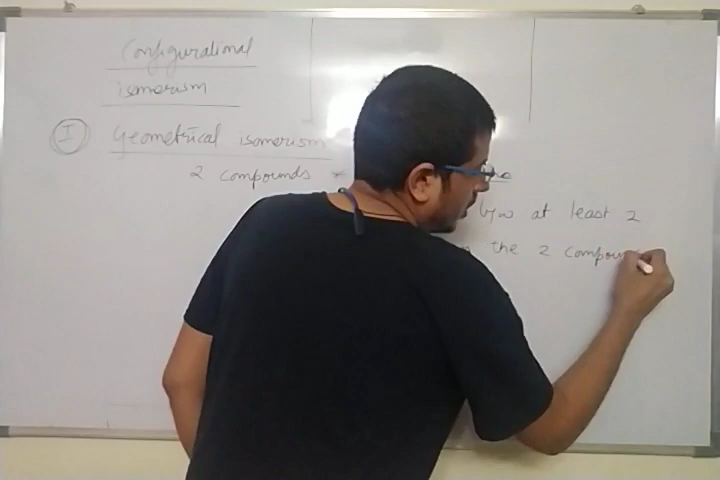 Configurational
isomerism
I Geometrical isomerism
2 compounds
b/w at least 2
the 2 compoun